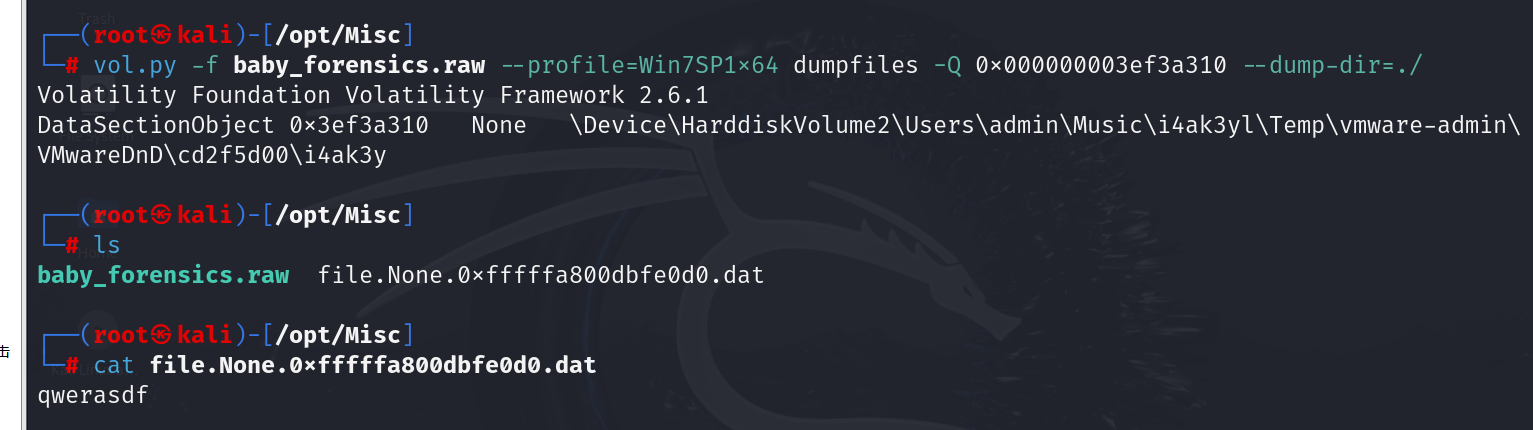 Trash
┌──(root㉿kali)-[/opt/Misc]
└─# vol.py -f baby_forensics.raw --profile=Win7SP1×64 dumpfiles -Q 0×000000003ef3a310 --dump-dir=./
Volatility Foundation Volatility Framework 2.6.1
DataSectionObject 0×3ef3a310   None   \Device\HarddiskVolume2\Users\admin\Music\i4ak3yl\Temp\vmware-admin\
VMwareDnD\cd2f5d00\i4ak3y
┌──(root㉿kali)-[/opt/Misc]
└─# ls
baby_forensics.raw  file.None.0×fffffa800dbfe0d0.dat
┌──(root㉿kali)-[/opt/Misc]
击
└─# cat file.None.0×fffffa800dbfe0d0.dat
qwerasdf